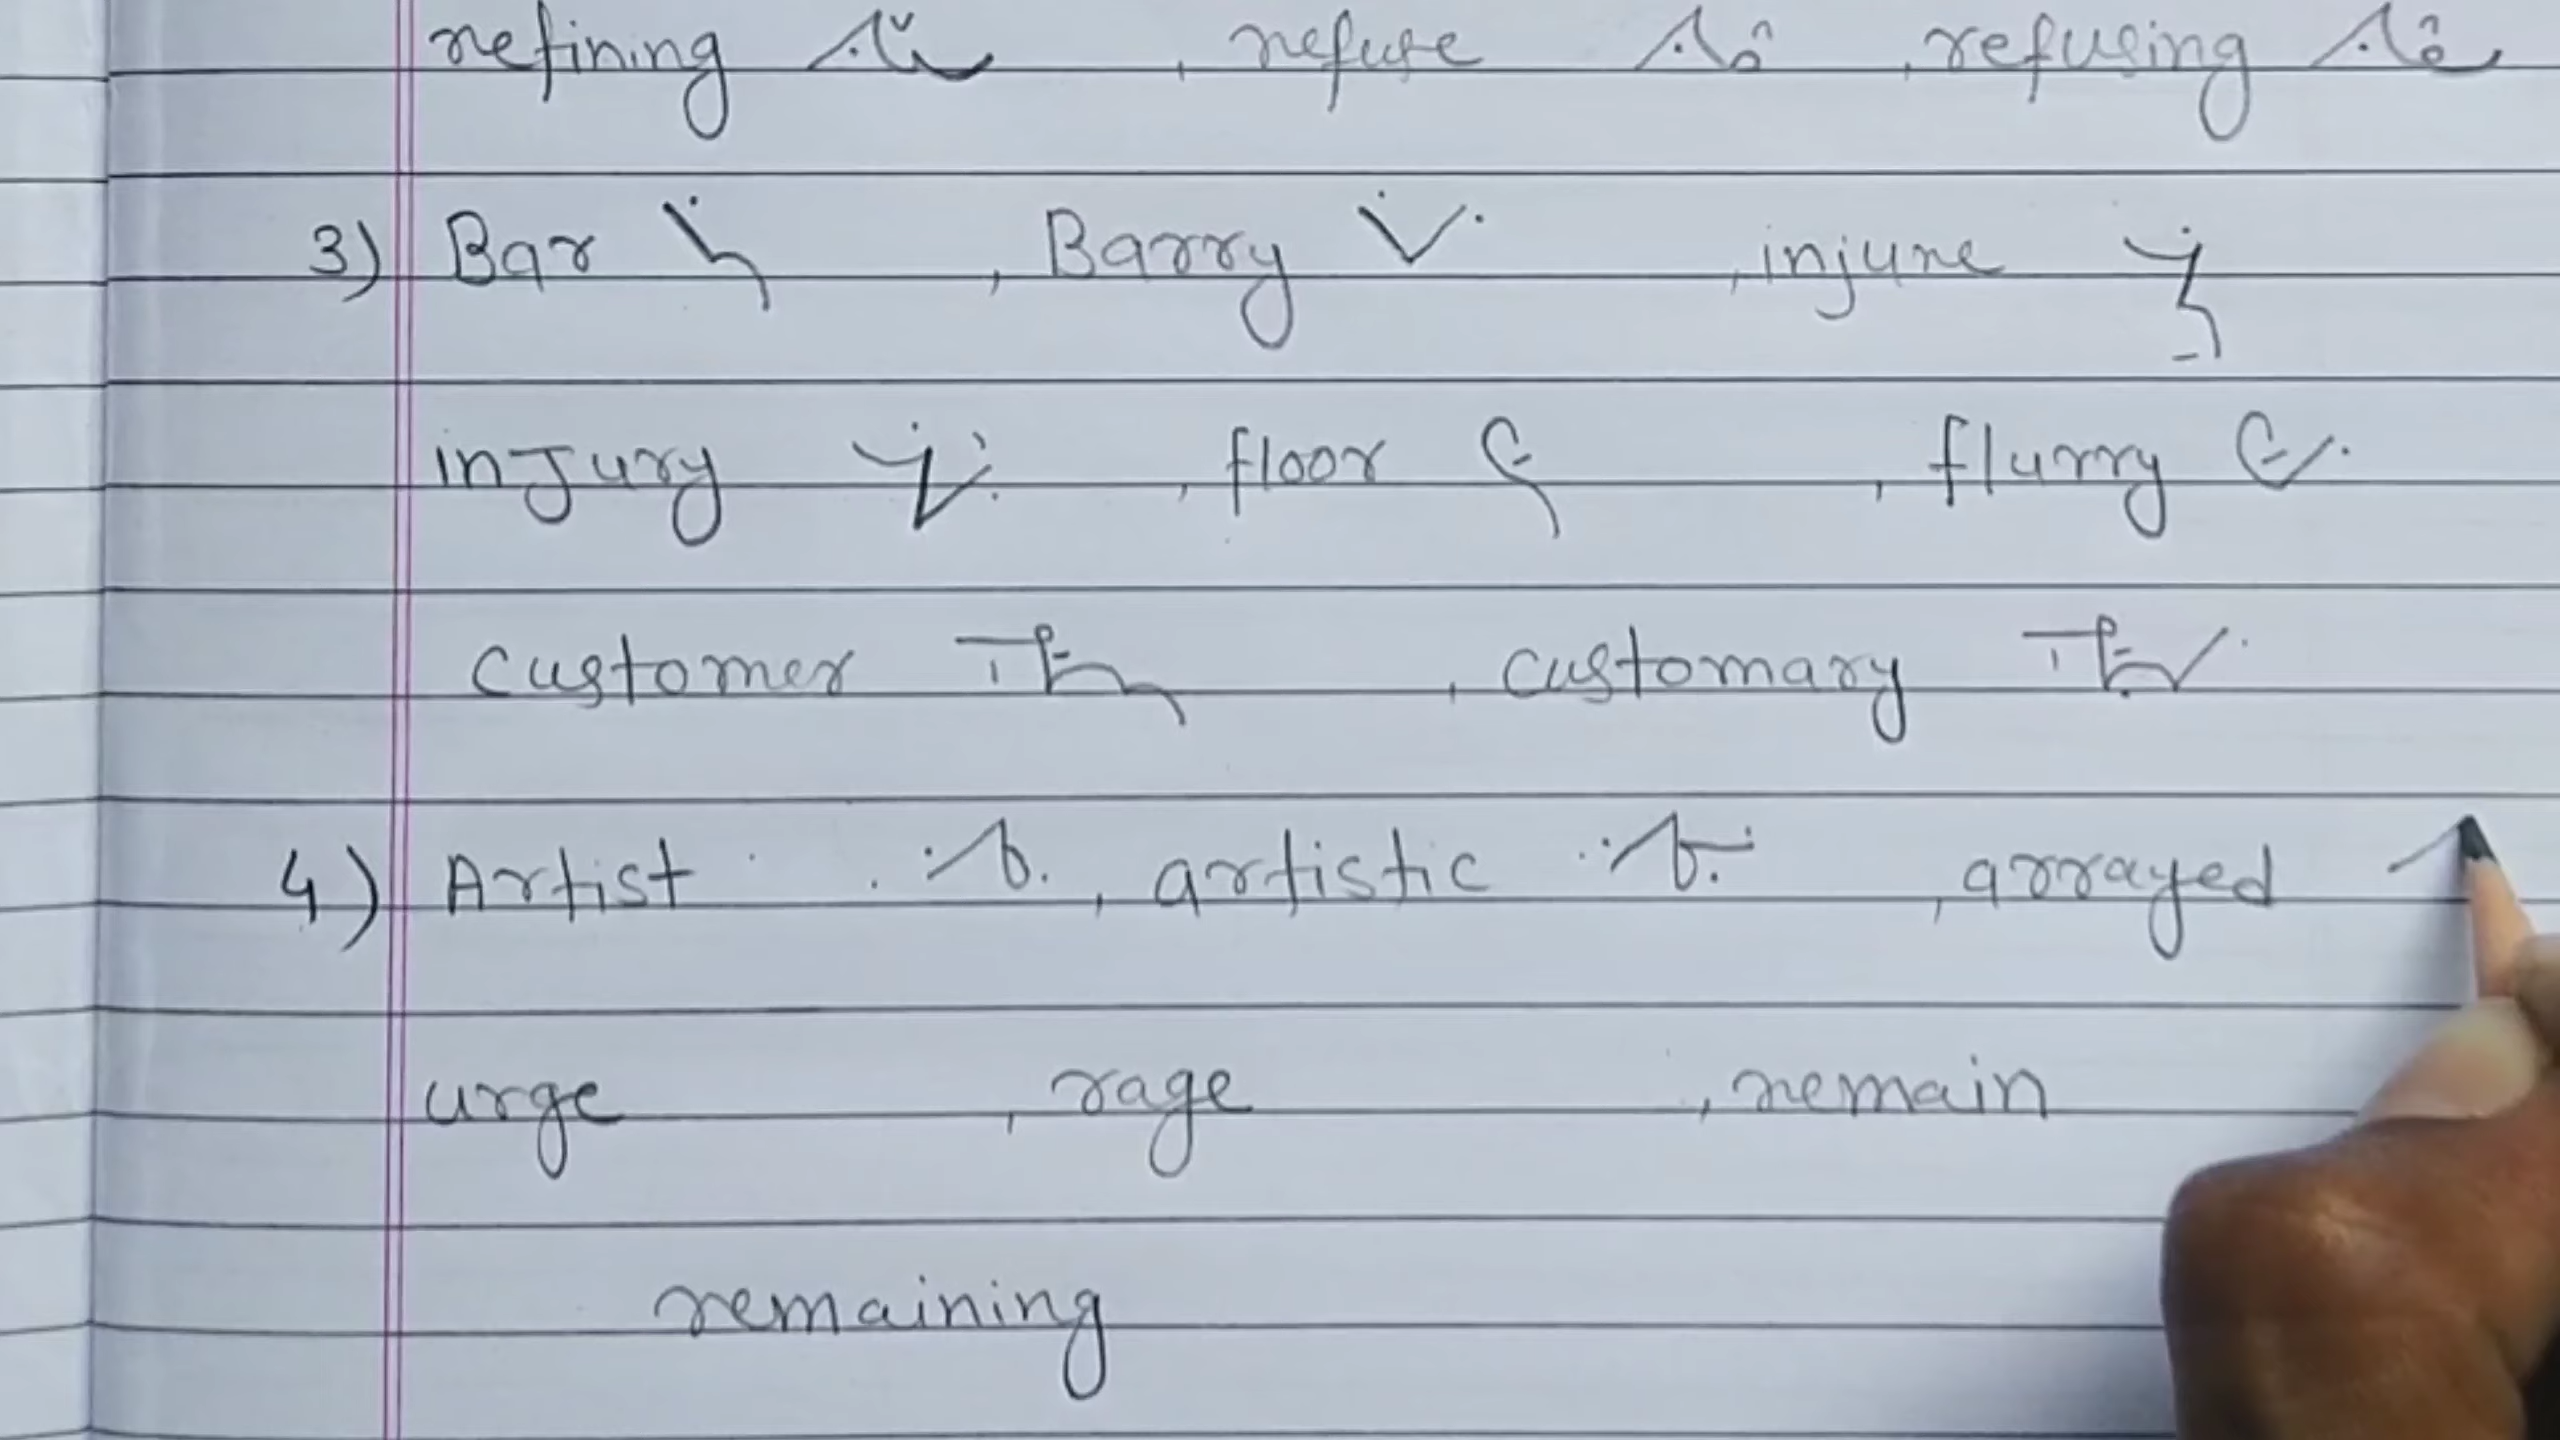 refining , refuse , refusing
3) Bar , Barry , injure
injury , floor , flurry
customer , customary
4) Artist , artistic , arrayed
urge , rage , remain
remaining